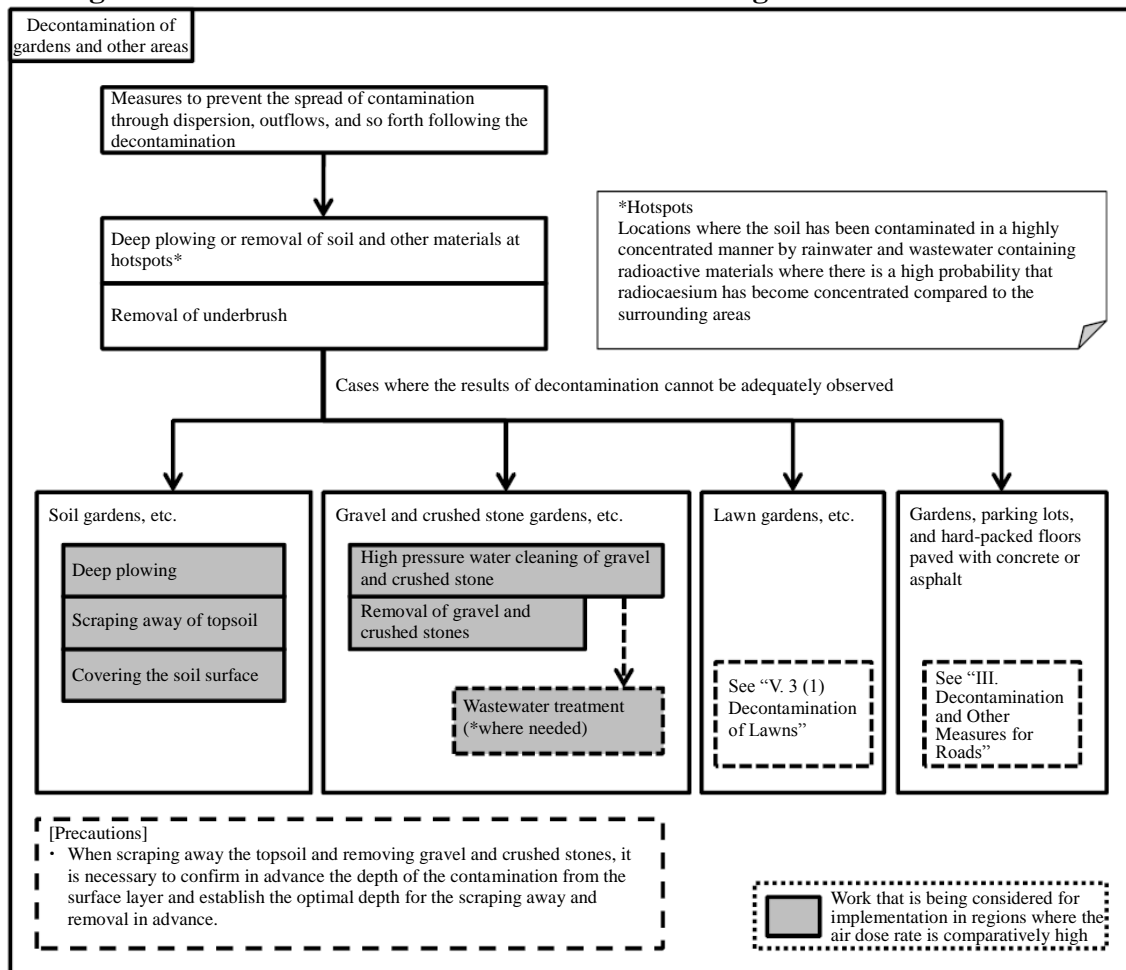 Decontamination of
gardens and other areas
Measures to prevent the spread of contamination
through dispersion, outflows, and so forth following the
decontamination
*Hotspots
Locations where the soil has been contaminated in a highly
concentrated manner by rainwater and wastewater containing
radioactive materials where there is a high probability that
radiocaesium has become concentrated compared to the
surrounding areas
Deep plowing or removal of soil and other materials at
hotspots*
Removal of underbrush
Cases where the results of decontamination cannot be adequately observed
Soil gardens, etc.
Deep plowing
Scraping away of topsoil
Covering the soil surface
Gravel and crushed stone gardens, etc.
High pressure water cleaning of gravel
and crushed stone
Removal of gravel and
crushed stones
Wastewater treatment
(*where needed)
Lawn gardens, etc.
See “V. 3 (1)
Decontamination
of Lawns”
Gardens, parking lots,
and hard-packed floors
paved with concrete or
asphalt
See “III.
Decontamination
and Other
Measures for
Roads”
[Precautions]
・ When scraping away the topsoil and removing gravel and crushed stones, it
is necessary to confirm in advance the depth of the contamination from the
surface layer and establish the optimal depth for the scraping away and
removal in advance.
Work that is being considered for
implementation in regions where the
air dose rate is comparatively high